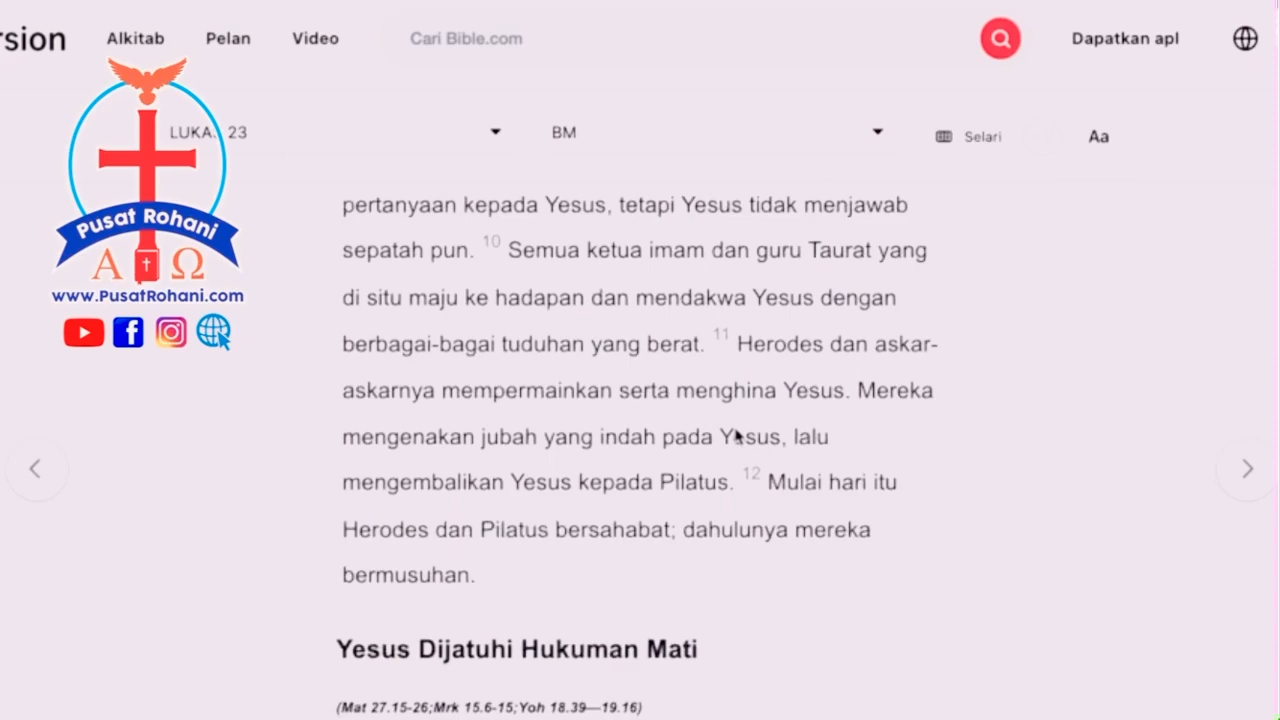 rsion
Alkitab
Pelan
Video
Cari Bible.com
Dapatkan apl
LUKA 23
BM
Selari
Aa
Pusat Rohani
Α Ω
www.PusatRohani.com
pertanyaan kepada Yesus, tetapi Yesus tidak menjawab
sepatah pun. 10 Semua ketua imam dan guru Taurat yang
di situ maju ke hadapan dan mendakwa Yesus dengan
berbagai-bagai tuduhan yang berat. 11 Herodes dan askar-
askarnya mempermainkan serta menghina Yesus. Mereka
mengenakan jubah yang indah pada Yesus, lalu
mengembalikan Yesus kepada Pilatus. 12 Mulai hari itu
Herodes dan Pilatus bersahabat; dahulunya mereka
bermusuhan.
Yesus Dijatuhi Hukuman Mati
(Mat 27.15-26;Mrk 15.6-15;Yoh 18.39—19.16)